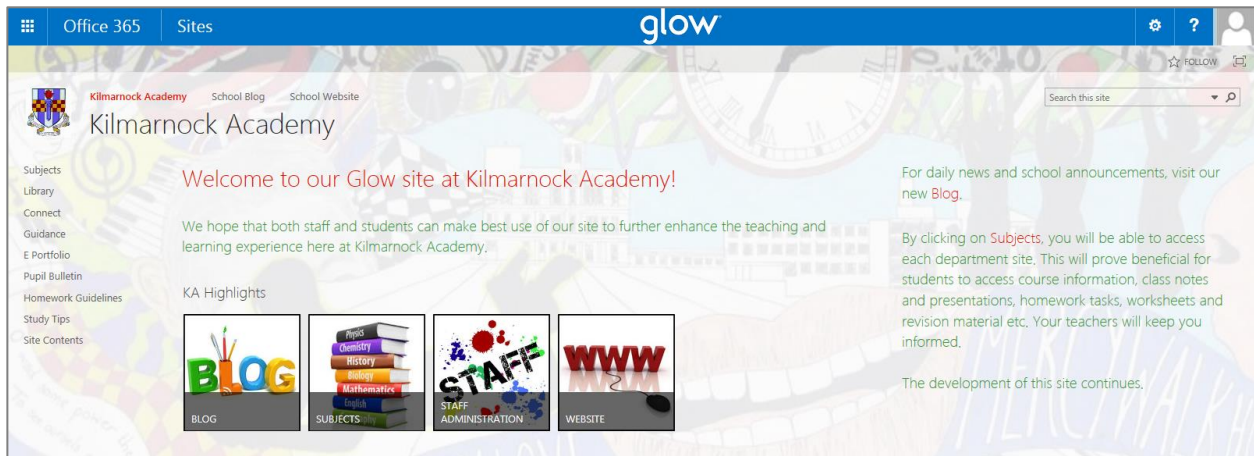 Office 365
Sites
glow
?
FOLLOW
Kilmarnock Academy
School Blog
School Website
Search this site
Kilmarnock Academy
Subjects
Library
Connect
Guidance
E Portfolio
Pupil Bulletin
Homework Guidelines
Study Tips
Site Contents
Welcome to our Glow site at Kilmarnock Academy!
We hope that both staff and students can make best use of our site to further enhance the teaching and
learning experience here at Kilmarnock Academy.
KA Highlights
BLOG
BLOG
Physics
Chemistry
History
Biology
Mathematics
English
SUBJECTS
STAFF
STAFF
ADMINISTRATION
WWW
WEBSITE
For daily news and school announcements, visit our
new Blog.
By clicking on Subjects, you will be able to access
each department site. This will prove beneficial for
students to access course information, class notes
and presentations, homework tasks, worksheets and
revision material etc. Your teachers will keep you
informed.
The development of this site continues.